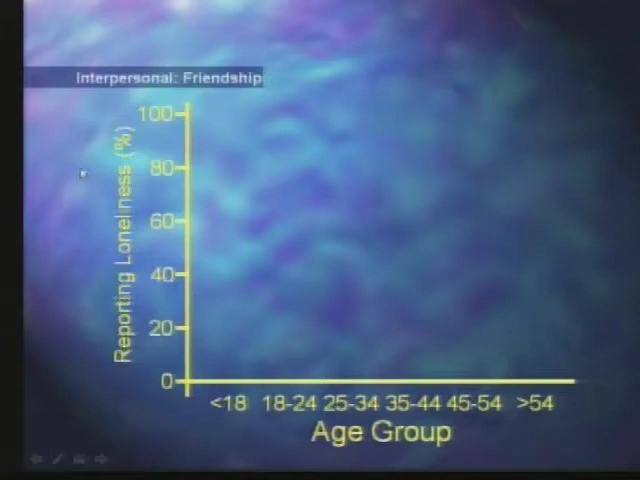 Interpersonal: Friendship
Reporting Loneliness (%)
100
80
60
40
20
0
<18 18-24 25-34 35-44 45-54 >54
Age Group